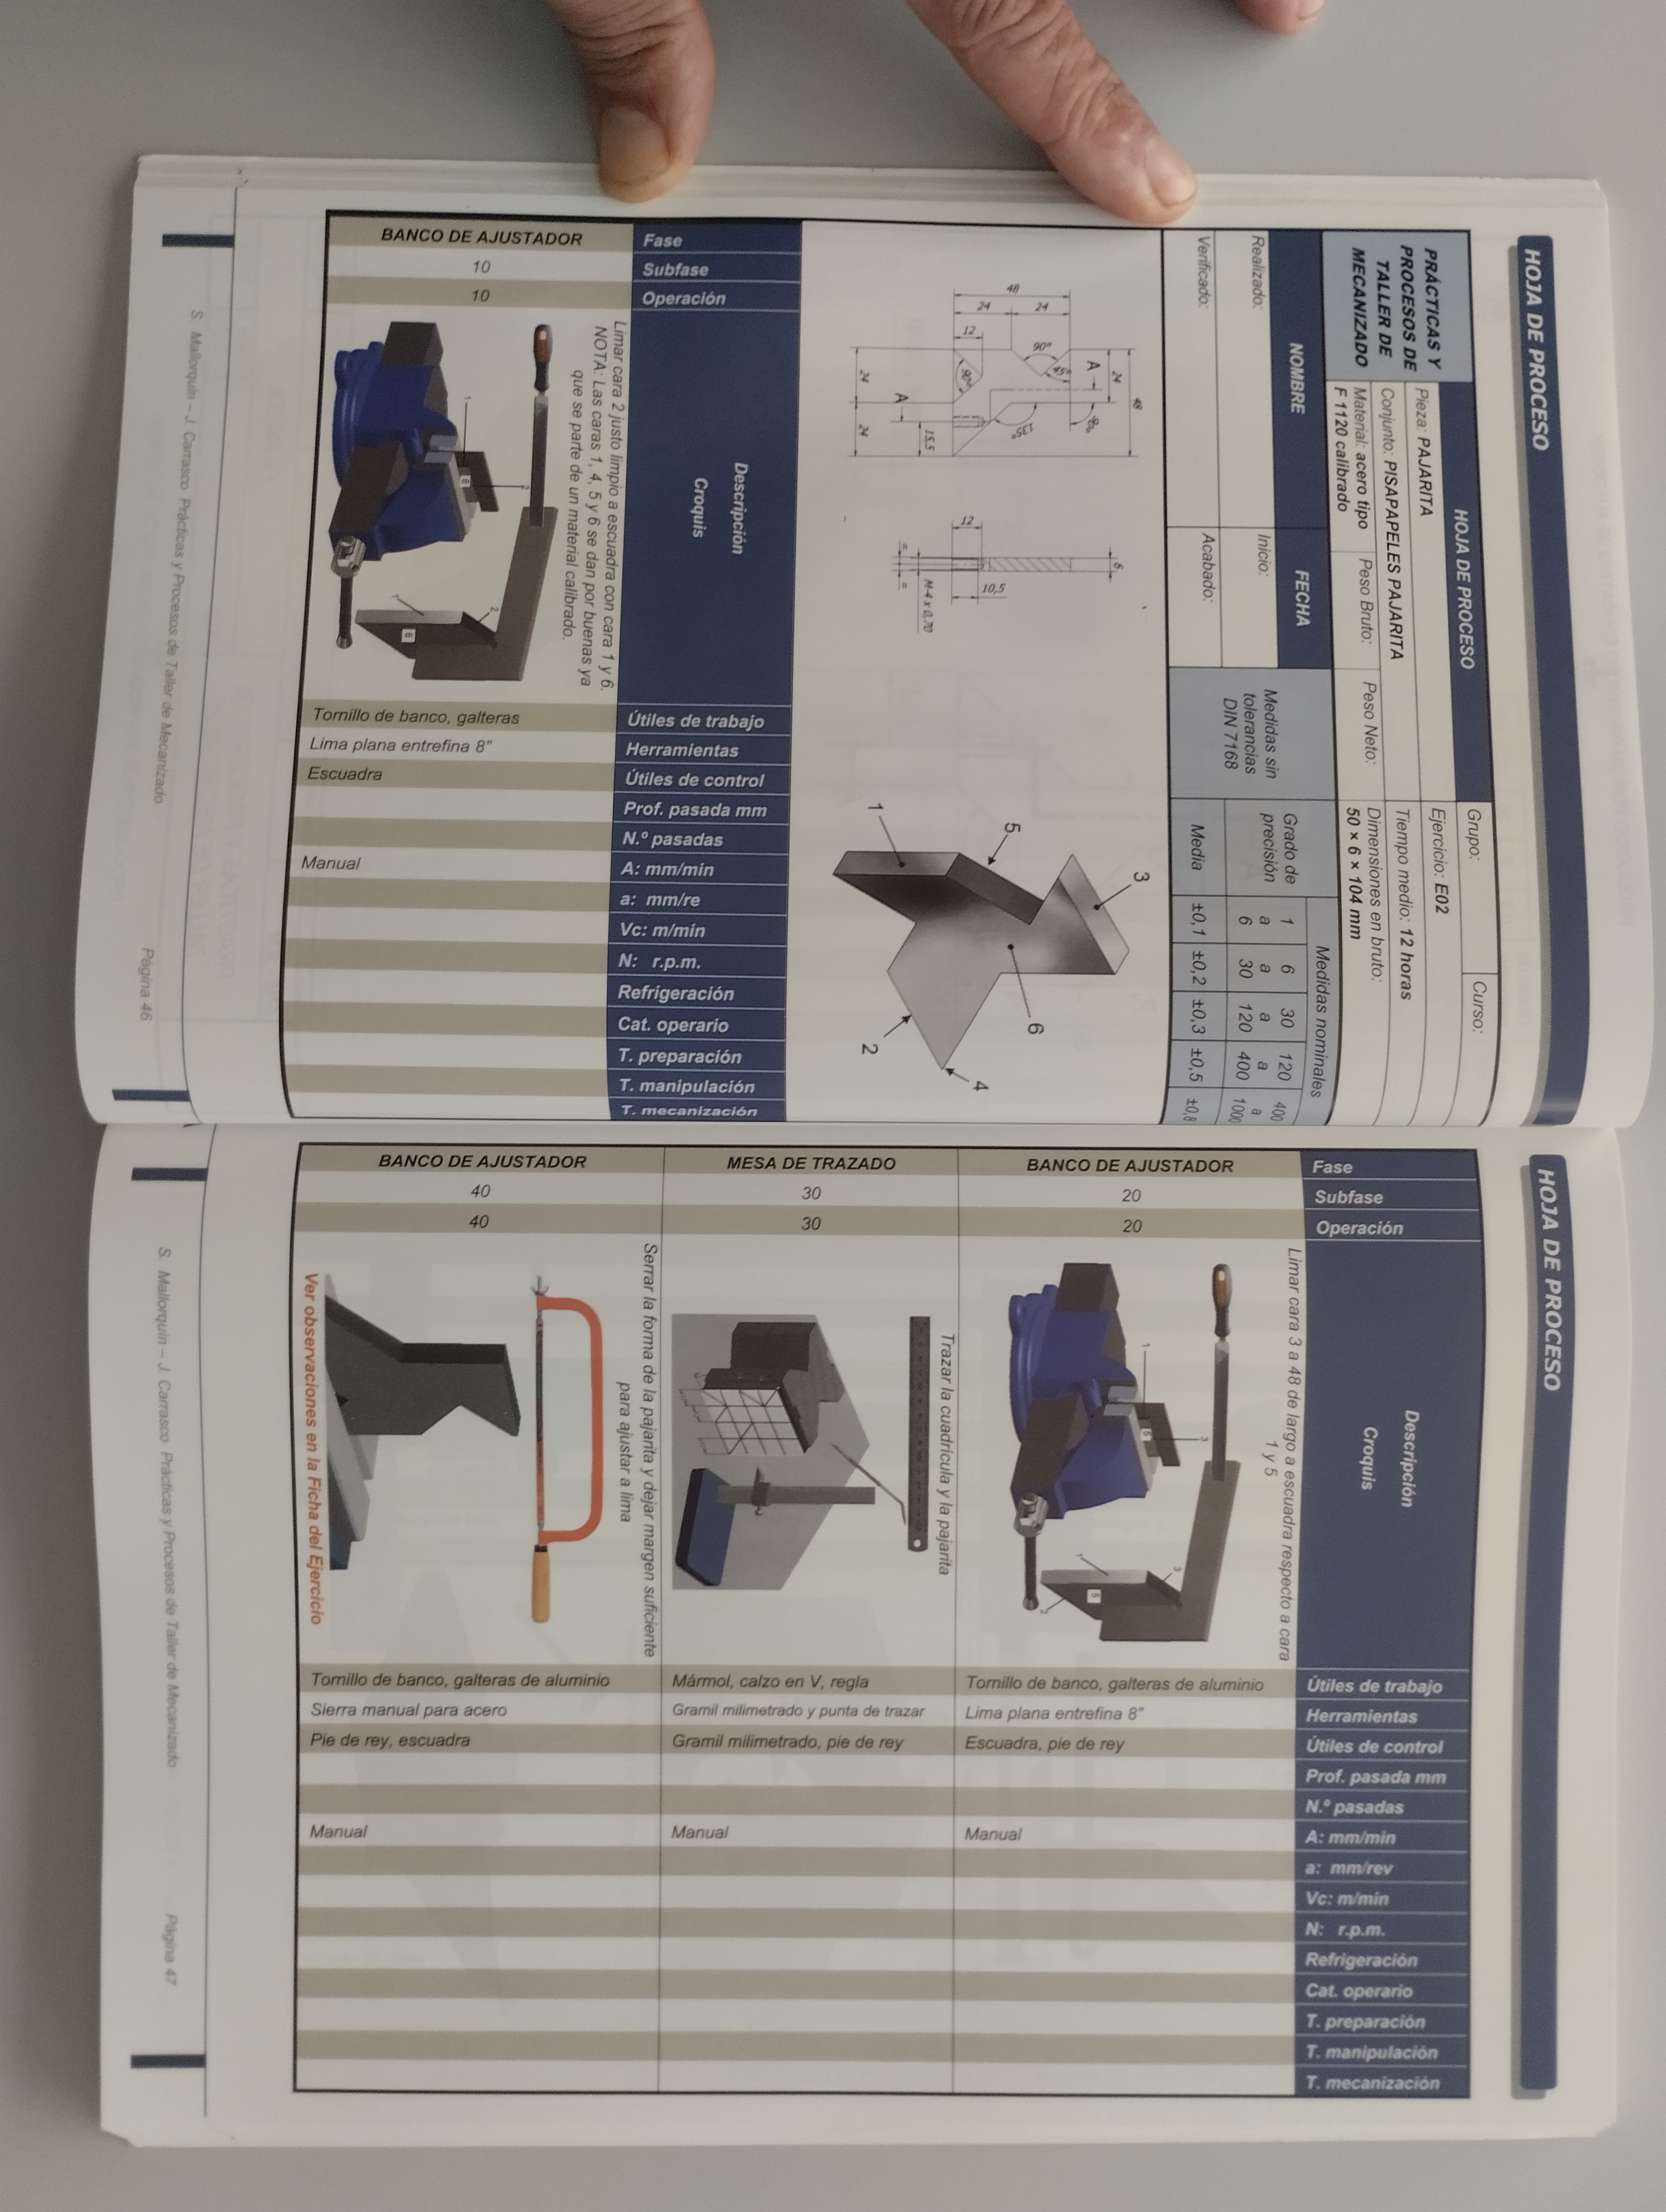 HOJA DE PROCESO
PRÁCTICAS Y
PROCESOS DE
TALLER DE
MECANIZADO
HOJA DE PROCESO
Grupo:
Curso:
Pieza: PAJARITA
Ejercicio: E02
Conjunto: PISAPAPELES PAJARITA
Tiempo medio: 12 horas
Material: acero tipo
F 1120 calibrado
Peso Bruto:
Peso Neto:
Dimensiones en bruto:
50 × 6 × 104 mm
NOMBRE
FECHA
Medidas sin
tolerancias
DIN 7168
Grado de
precisión
Medidas nominales
1
a
6
6
a
30
30
a
120
120
a
400
400
a
1000
Realizado:
Inicio:
Verificado:
Acabado:
Media
±0,1
±0,2
±0,3
±0,5
±0,8
48
24
A
45°
90°
24
24
48
12
90°
A
15,5
24
24
6
12
10,5
=
=
M-4 x 0,70
3
5
1
6
2
4
Fase
Subfase
Operación
Descripción
Croquis
Útiles de trabajo
Herramientas
Útiles de control
Prof. pasada mm
N.º pasadas
A: mm/min
a: mm/re
Vc: m/min
N: r.p.m.
Refrigeración
Cat. operario
T. preparación
T. manipulación
T. mecanización
BANCO DE AJUSTADOR
10
10
Limar cara 2 justo limpio a escuadra con cara 1 y 6.
NOTA: Las caras 1, 4, 5 y 6 se dan por buenas ya
que se parte de un material calibrado.
1
2
6
1
2
6
Tornillo de banco, galteras
Lima plana entrefina 8"
Escuadra
Manual
S. Mallorquín – J. Carrasco Prácticas y Procesos de Taller de Mecanizado
Página 46
HOJA DE PROCESO
Fase
Subfase
Operación
Descripción
Croquis
Útiles de trabajo
Herramientas
Útiles de control
Prof. pasada mm
N.º pasadas
A: mm/min
a: mm/rev
Vc: m/min
N: r.p.m.
Refrigeración
Cat. operario
T. preparación
T. manipulación
T. mecanización
BANCO DE AJUSTADOR
20
20
Limar cara 3 a 48 de largo a escuadra respecto a cara
1 y 5
1
3
5
1
3
5
2
Tornillo de banco, galteras de aluminio
Lima plana entrefina 8"
Escuadra, pie de rey
Manual
MESA DE TRAZADO
30
30
Trazar la cuadrícula y la pajarita
Mármol, calzo en V, regla
Gramil milimetrado y punta de trazar
Gramil milimetrado, pie de rey
Manual
BANCO DE AJUSTADOR
40
40
Serrar la forma de la pajarita y dejar margen suficiente
para ajustar a lima
Ver observaciones en la Ficha del Ejercicio
Tornillo de banco, galteras de aluminio
Sierra manual para acero
Pie de rey, escuadra
Manual
S. Mallorquín – J. Carrasco Prácticas y Procesos de Taller de Mecanizado
Página 47